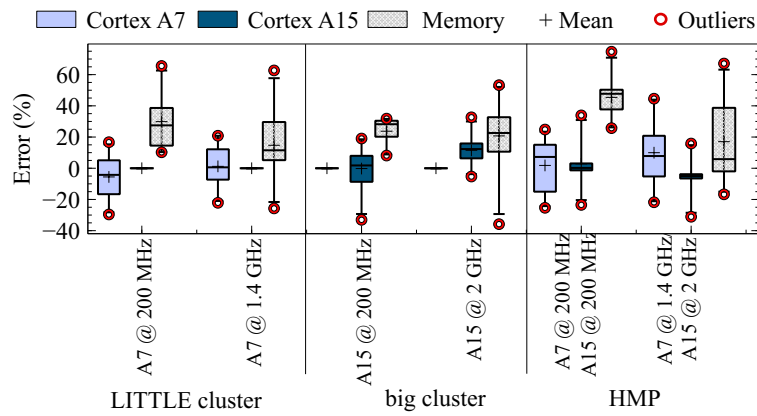 Cortex A7 Cortex A15 Memory + Mean Outliers
Error (%)
60
40
20
0
−20
−40
A7 @ 200 MHz
A7 @ 1.4 GHz
A15 @ 200 MHz
A15 @ 2 GHz
A7 @ 200 MHz
A15 @ 200 MHz
A7 @ 1.4 GHz/
A15 @ 2 GHz
LITTLE cluster
big cluster
HMP